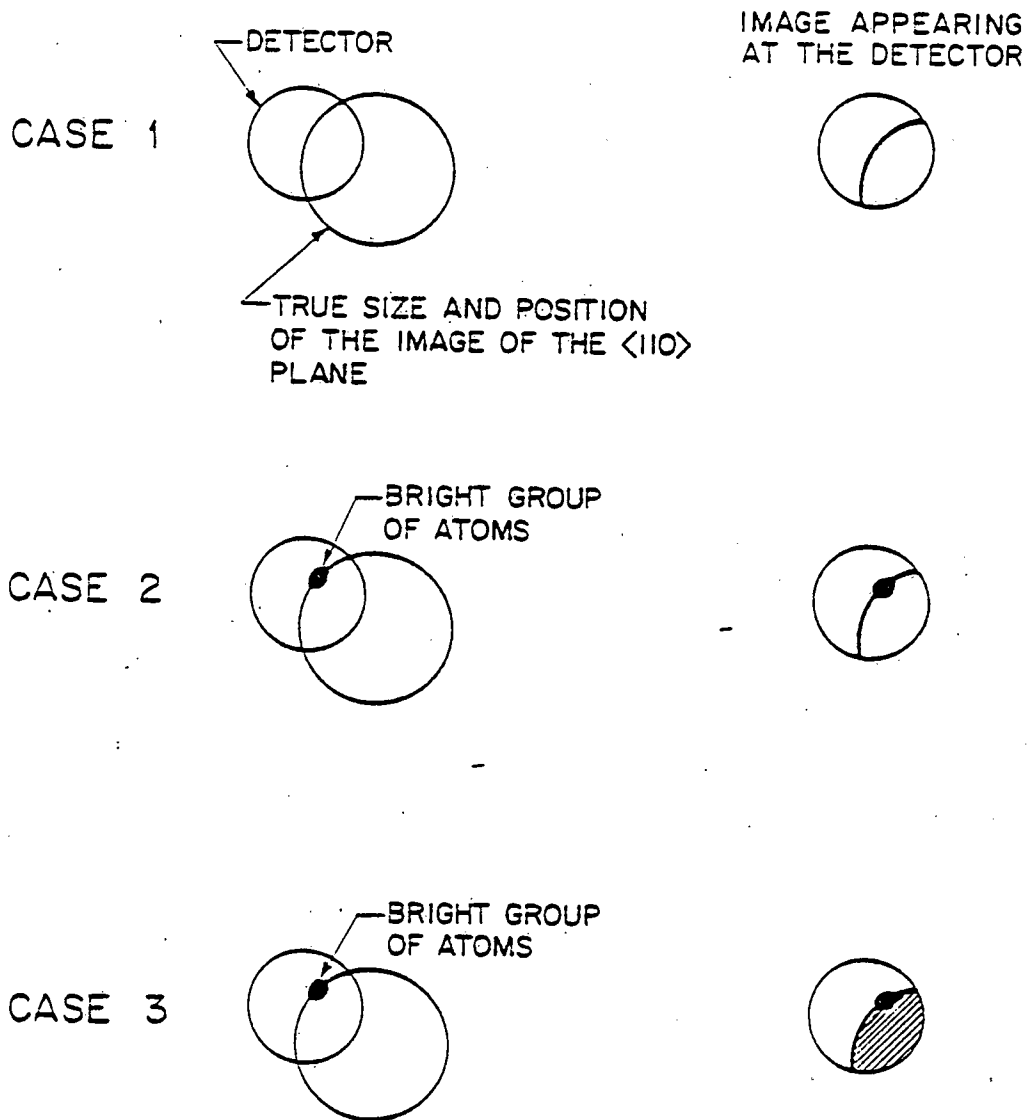 IMAGE APPEARING
AT THE DETECTOR
DETECTOR
CASE 1
TRUE SIZE AND POSITION
OF THE IMAGE OF THE <110>
PLANE
BRIGHT GROUP
OF ATOMS
CASE 2
BRIGHT GROUP
OF ATOMS
CASE 3